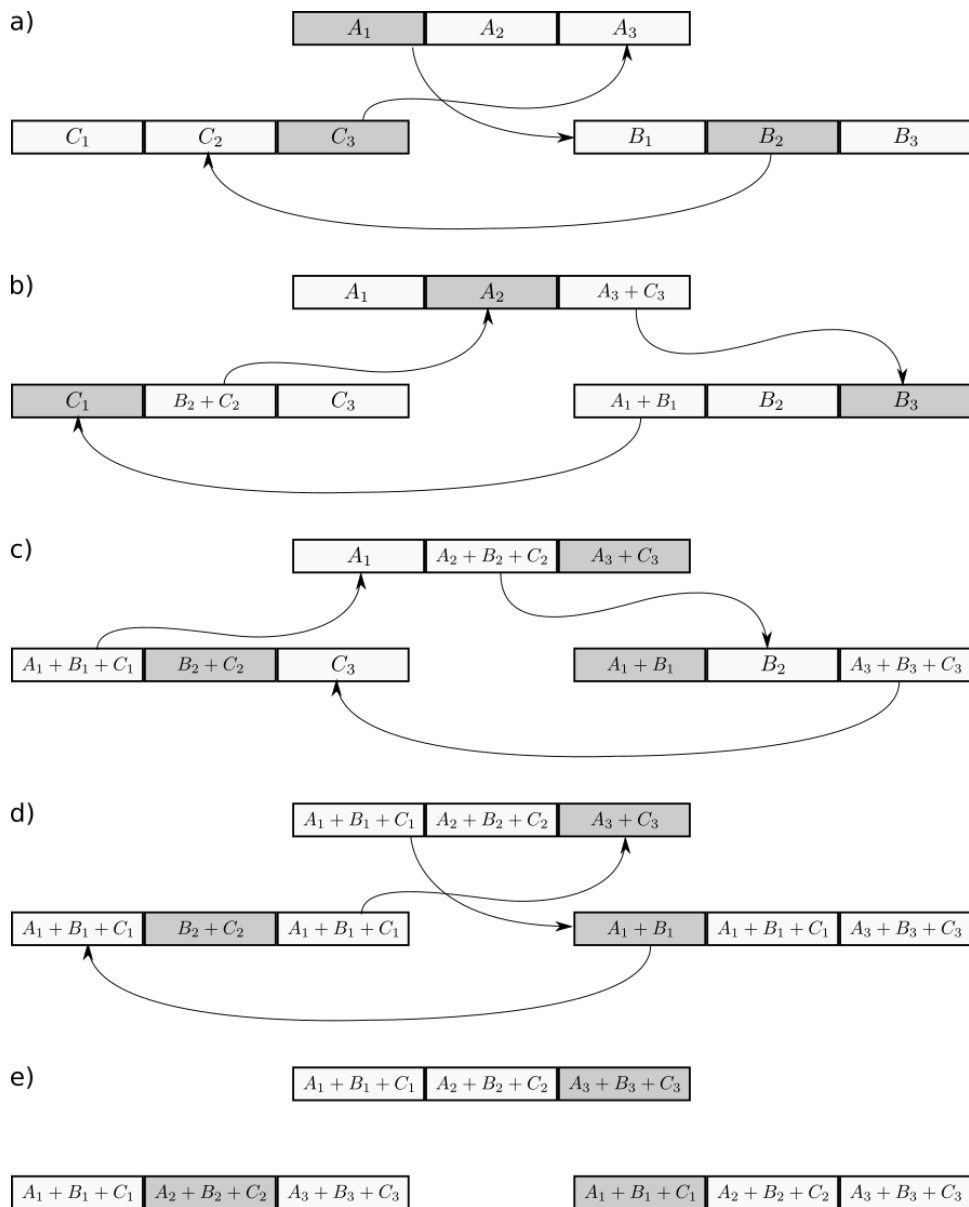 a)
A₁ A₂ A₃
C₁ C₂ C₃ B₁ B₂ B₃
b)
A₁ A₂ A₃ + C₃
C₁ B₂ + C₂ C₃ A₁ + B₁ B₂ B₃
c)
A₁ A₂ + B₂ + C₂ A₃ + C₃
A₁ + B₁ + C₁ B₂ + C₂ C₃ A₁ + B₁ B₂ A₃ + B₃ + C₃
d)
A₁ + B₁ + C₁ A₂ + B₂ + C₂ A₃ + C₃
A₁ + B₁ + C₁ B₂ + C₂ A₁ + B₁ + C₁ A₁ + B₁ A₁ + B₁ + C₁ A₃ + B₃ + C₃
e)
A₁ + B₁ + C₁ A₂ + B₂ + C₂ A₃ + B₃ + C₃
A₁ + B₁ + C₁ A₂ + B₂ + C₂ A₃ + B₃ + C₃ A₁ + B₁ + C₁ A₂ + B₂ + C₂ A₃ + B₃ + C₃